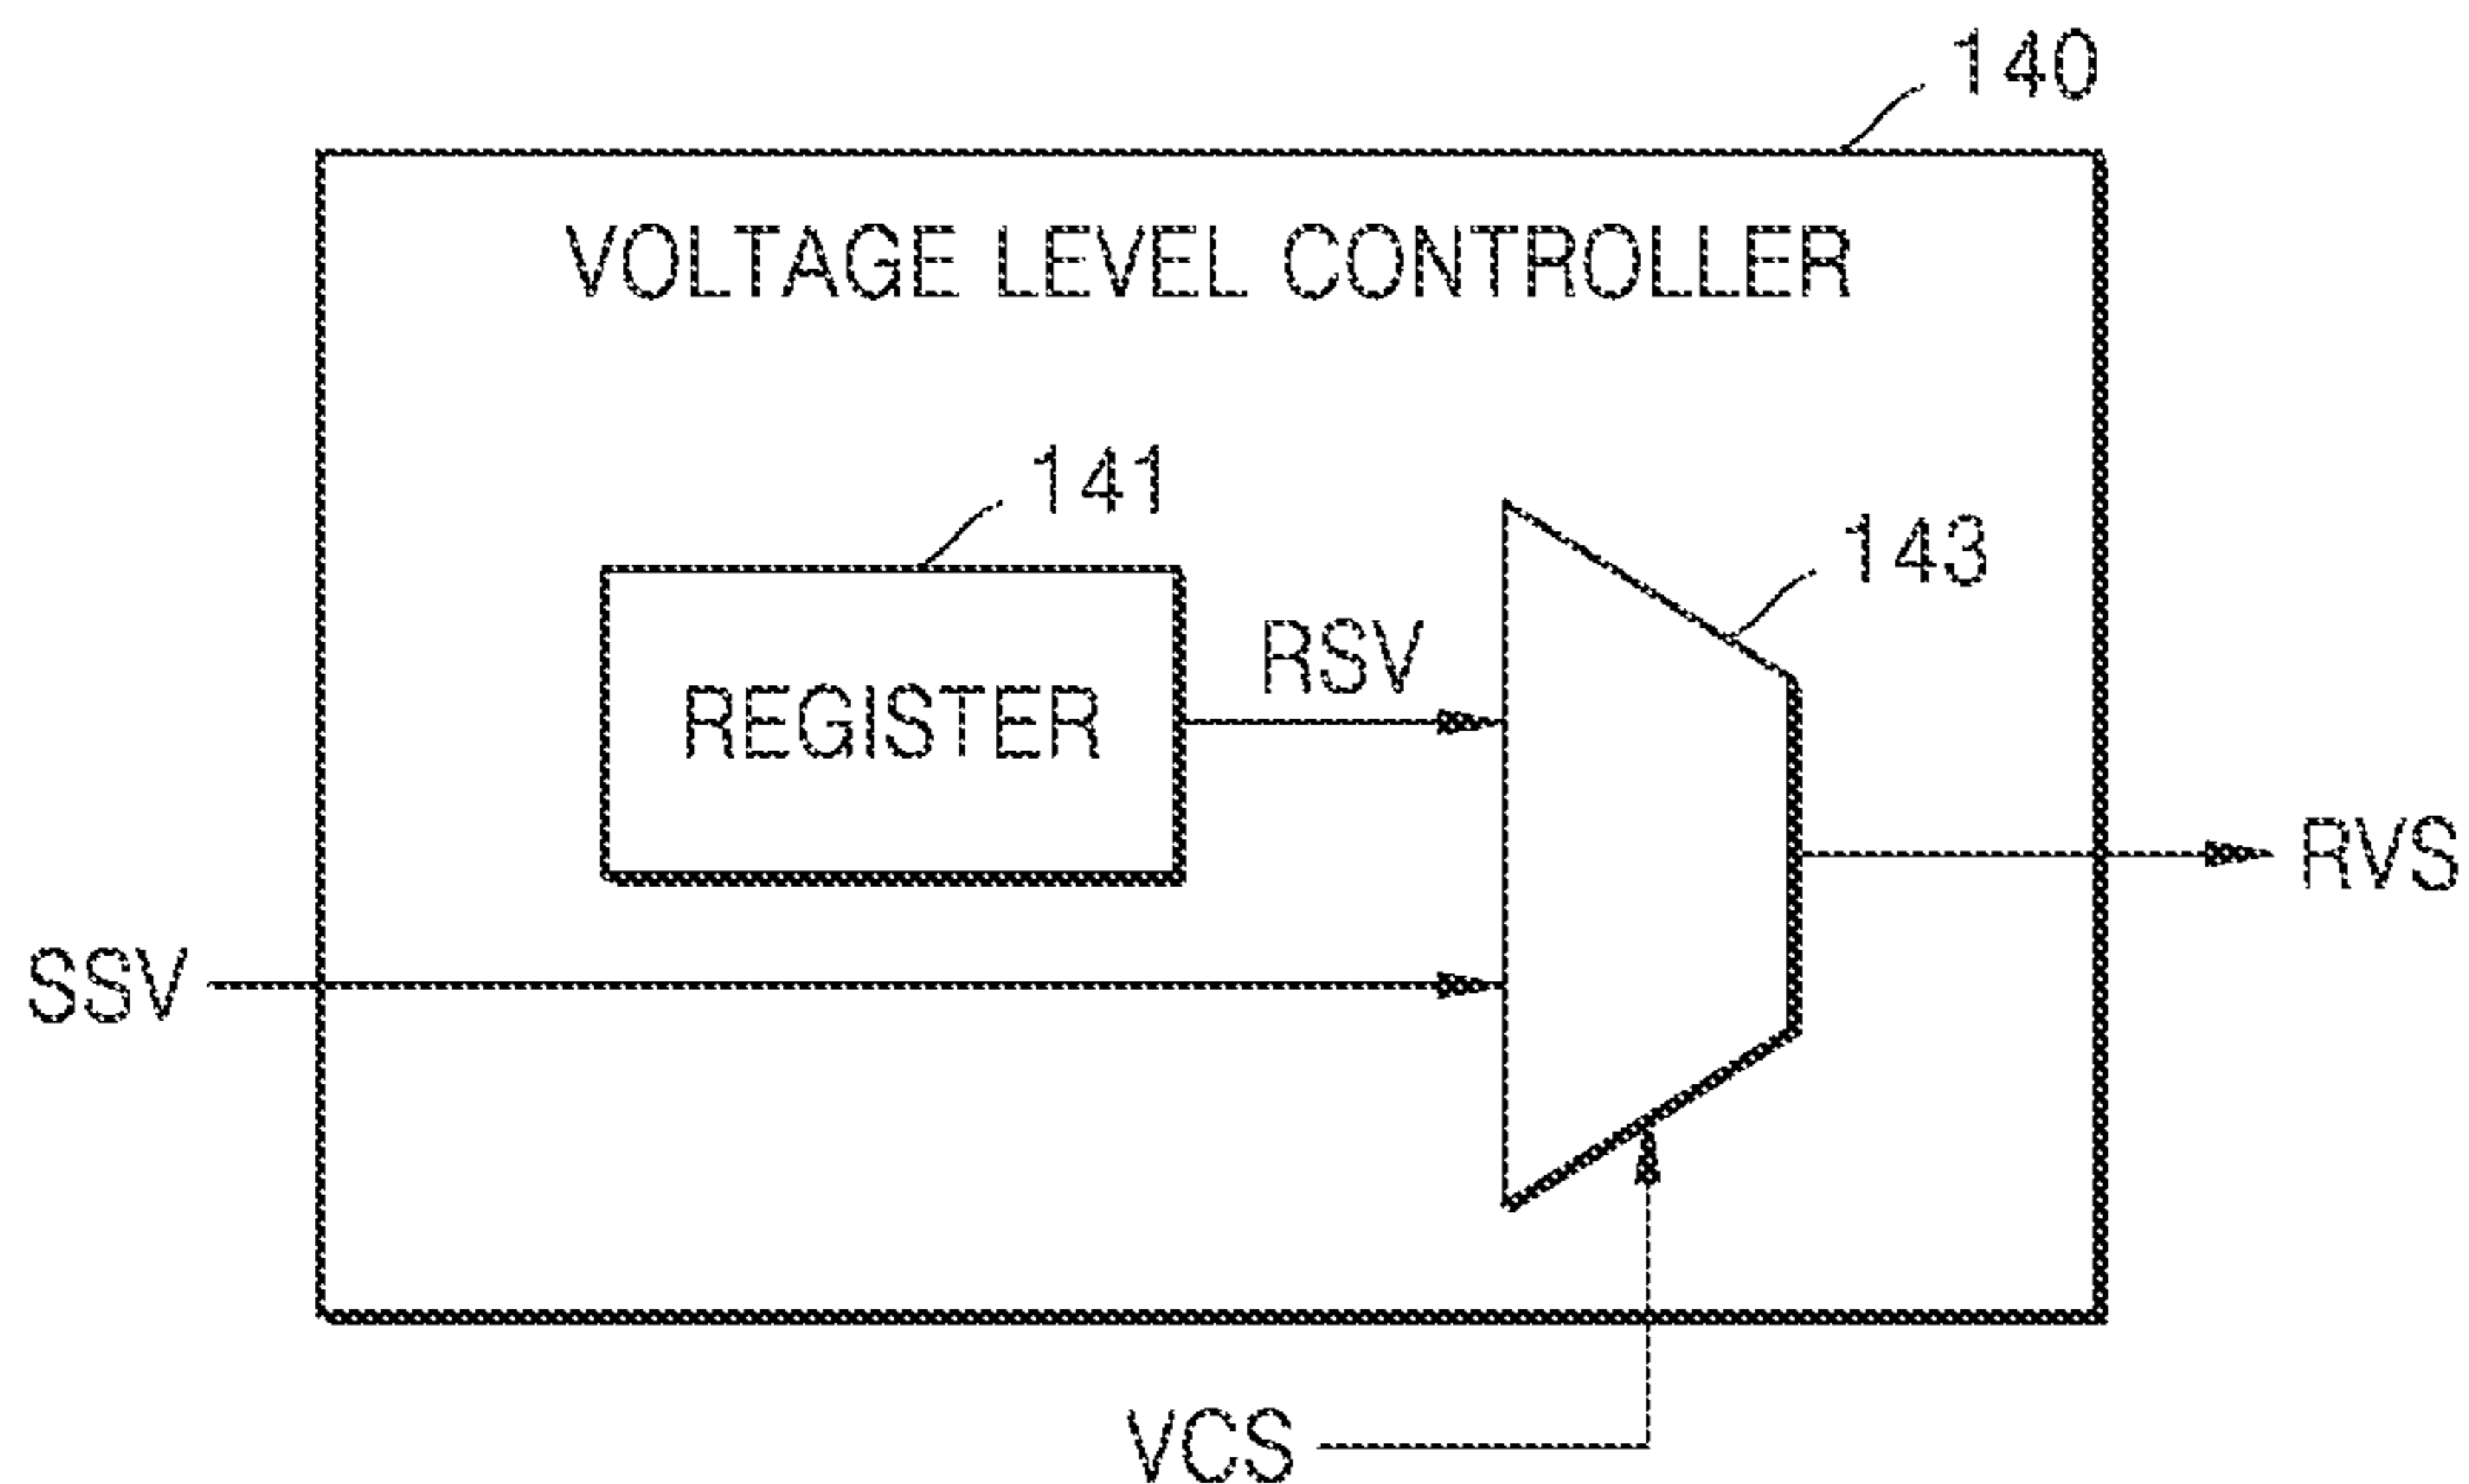 140
VOLTAGE LEVEL CONTROLLER
141
143
RSV
REGISTER
RVS
SSV
VCS